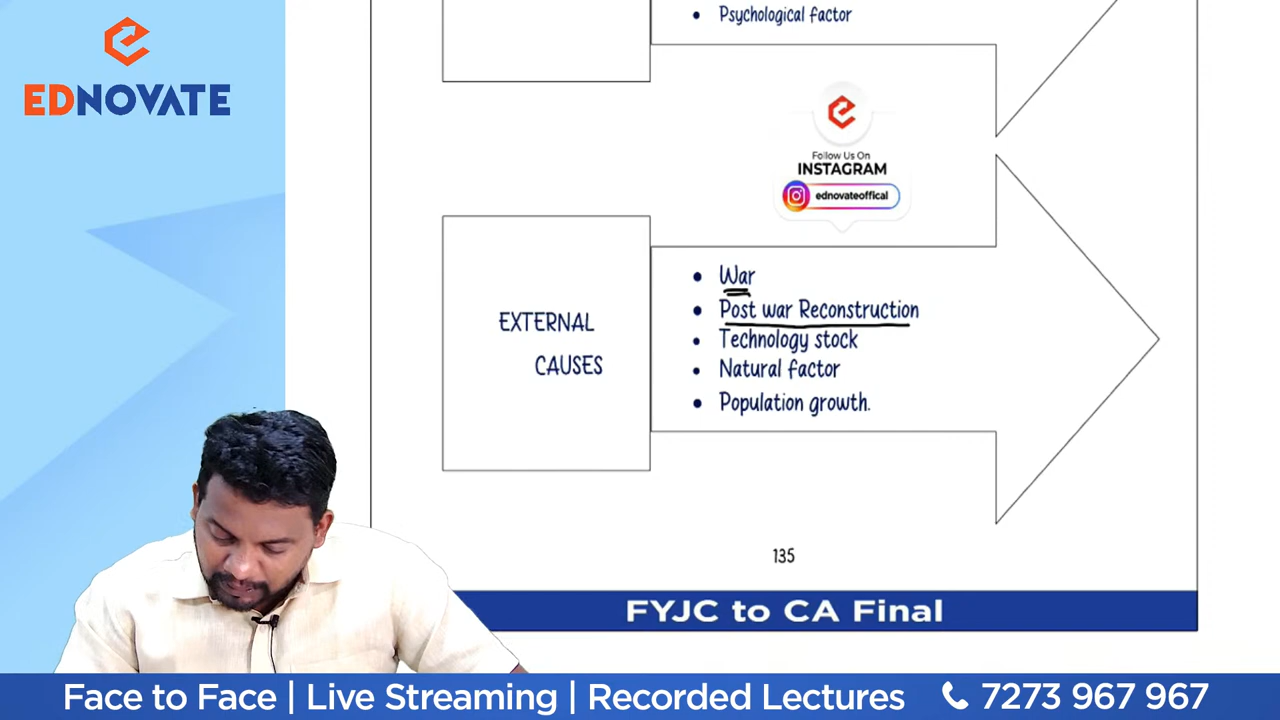 EDNOVATE
• Psychological factor
Follow Us On
INSTAGRAM
ednovateoffical
EXTERNAL
CAUSES
• War
• Post war Reconstruction
• Technology stock
• Natural factor
• Population growth.
135
FYJC to CA Final
Face to Face | Live Streaming | Recorded Lectures 7273 967 967